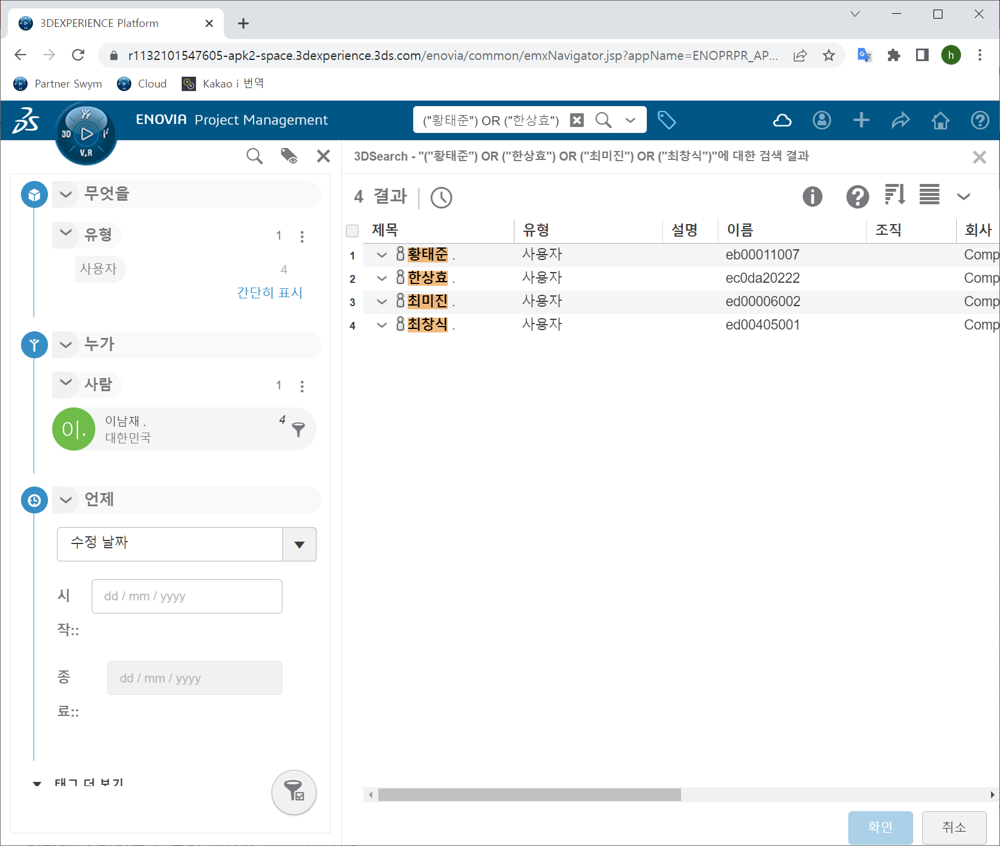 3DEXPERIENCE Platform
r1132101547605-apk2-space.3dexperience.3ds.com/enovia/common/emxNavigator.jsp?appName=ENOPRPR_AP...
h
Partner Swym
Cloud
Kakao i 번역
3DS
3D
V.R
ENOVIA Project Management
("황태준") OR ("한상효")
3DSearch - "("황태준") OR ("한상효") OR ("최미진") OR ("최창식")"에 대한 검색 결과
무엇을
유형 1
사용자 4
간단히 표시
누가
사람 1
이.
이남재 . 4
대한민국
언제
수정 날짜
시작:: dd / mm / yyyy
종료:: dd / mm / yyyy
태그 더 보기
4 결과
제목 유형 설명 이름 조직 회사
1 황태준 . 사용자 eb00011007 Comp
2 한상효 . 사용자 ec0da20222 Comp
3 최미진 . 사용자 ed00006002 Comp
4 최창식 . 사용자 ed00405001 Comp
확인 취소